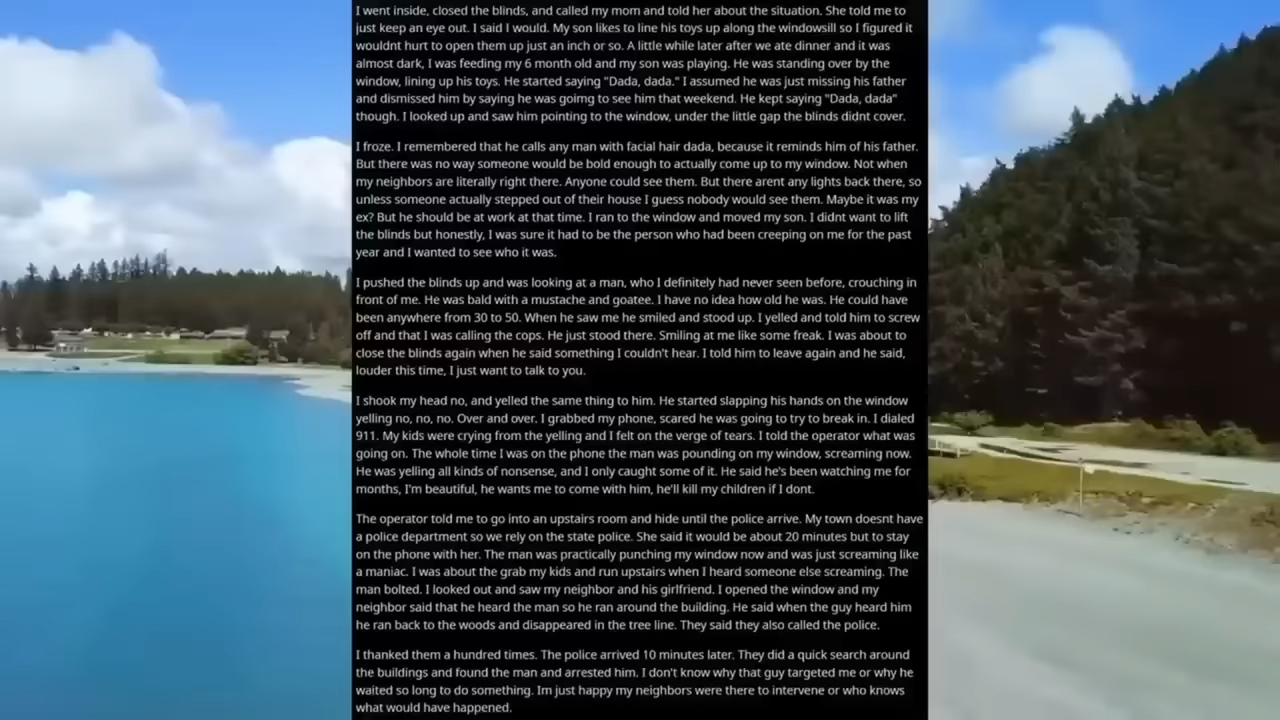 I went inside, closed the blinds, and called my mom and told her about the situation. She told me to
just keep an eye out. I said I would. My son likes to line his toys up along the windowsill so I figured it
wouldnt hurt to open them up just an inch or so. A little while later after we ate dinner and it was
almost dark, I was feeding my 6 month old and my son was playing. He was standing over by the
window, lining up his toys. He started saying "Dada, dada." I assumed he was just missing his father
and dismissed him by saying he was goimg to see him that weekend. He kept saying "Dada, dada"
though. I looked up and saw him pointing to the window, under the little gap the blinds didnt cover.
I froze. I remembered that he calls any man with facial hair dada, because it reminds him of his father.
But there was no way someone would be bold enough to actually come up to my window. Not when
my neighbors are literally right there. Anyone could see them. But there arent any lights back there, so
unless someone actually stepped out of their house I guess nobody would see them. Maybe it was my
ex? But he should be at work at that time. I ran to the window and moved my son. I didnt want to lift
the blinds but honestly, I was sure it had to be the person who had been creeping on me for the past
year and I wanted to see who it was.
I pushed the blinds up and was looking at a man, who I definitely had never seen before, crouching in
front of me. He was bald with a mustache and goatee. I have no idea how old he was. He could have
been anywhere from 30 to 50. When he saw me he smiled and stood up. I yelled and told him to screw
off and that I was calling the cops. He just stood there. Smiling at me like some freak. I was about to
close the blinds again when he said something I couldn't hear. I told him to leave again and he said,
louder this time, I just want to talk to you.
I shook my head no, and yelled the same thing to him. He started slapping his hands on the window
yelling no, no, no. Over and over. I grabbed my phone, scared he was going to try to break in. I dialed
911. My kids were crying from the yelling and I felt on the verge of tears. I told the operator what was
going on. The whole time I was on the phone the man was pounding on my window, screaming now.
He was yelling all kinds of nonsense, and I only caught some of it. He said he's been watching me for
months, I'm beautiful, he wants me to come with him, he'll kill my children if I dont.
The operator told me to go into an upstairs room and hide until the police arrive. My town doesnt have
a police department so we rely on the state police. She said it would be about 20 minutes but to stay
on the phone with her. The man was practically punching my window now and was just screaming like
a maniac. I was about the grab my kids and run upstairs when I heard someone else screaming. The
man bolted. I looked out and saw my neighbor and his girlfriend. I opened the window and my
neighbor said that he heard the man so he ran around the building. He said when the guy heard him
he ran back to the woods and disappeared in the tree line. They said they also called the police.
I thanked them a hundred times. The police arrived 10 minutes later. They did a quick search around
the buildings and found the man and arrested him. I don't know why that guy targeted me or why he
waited so long to do something. Im just happy my neighbors were there to intervene or who knows
what would have happened.